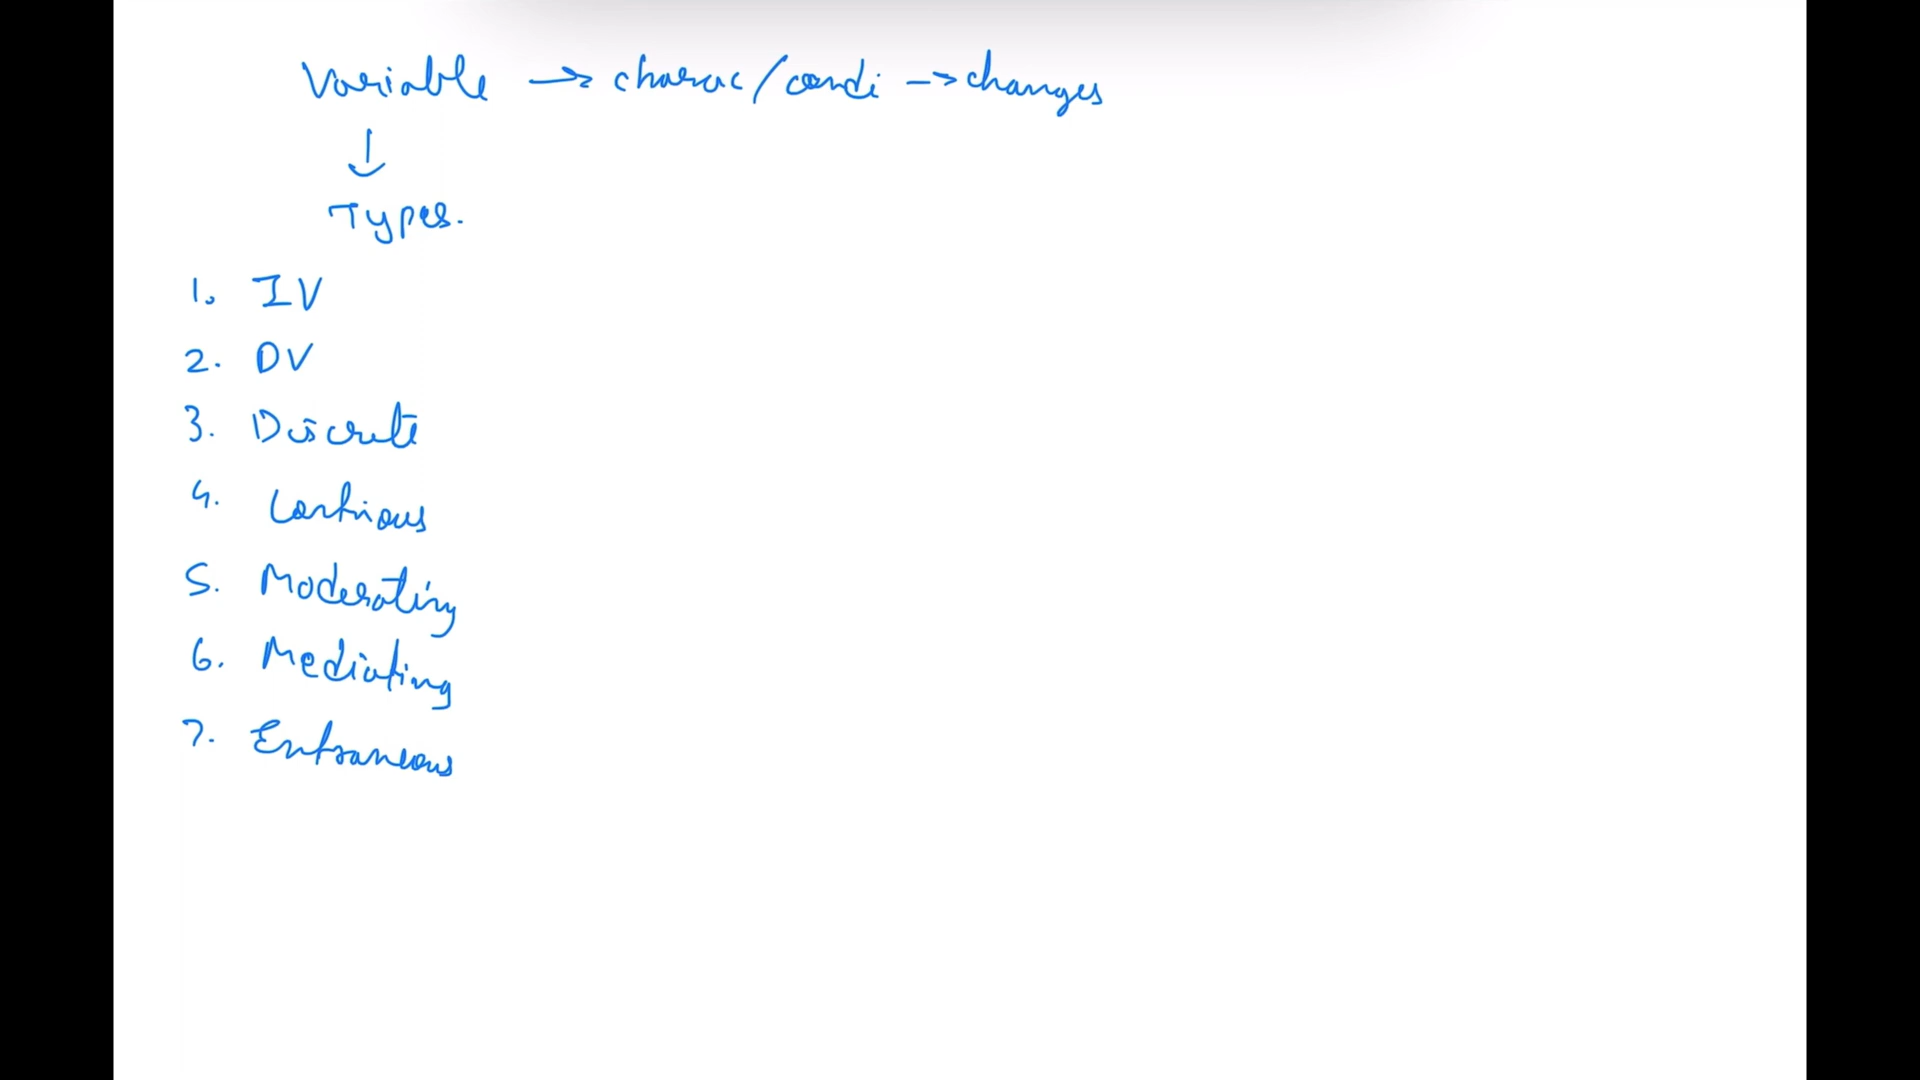 Variable → charac/condi → changes
↓
Types.
1. IV
2. DV
3. Discrete
4. Continous
5. Moderating
6. Mediating
7. Extraneous